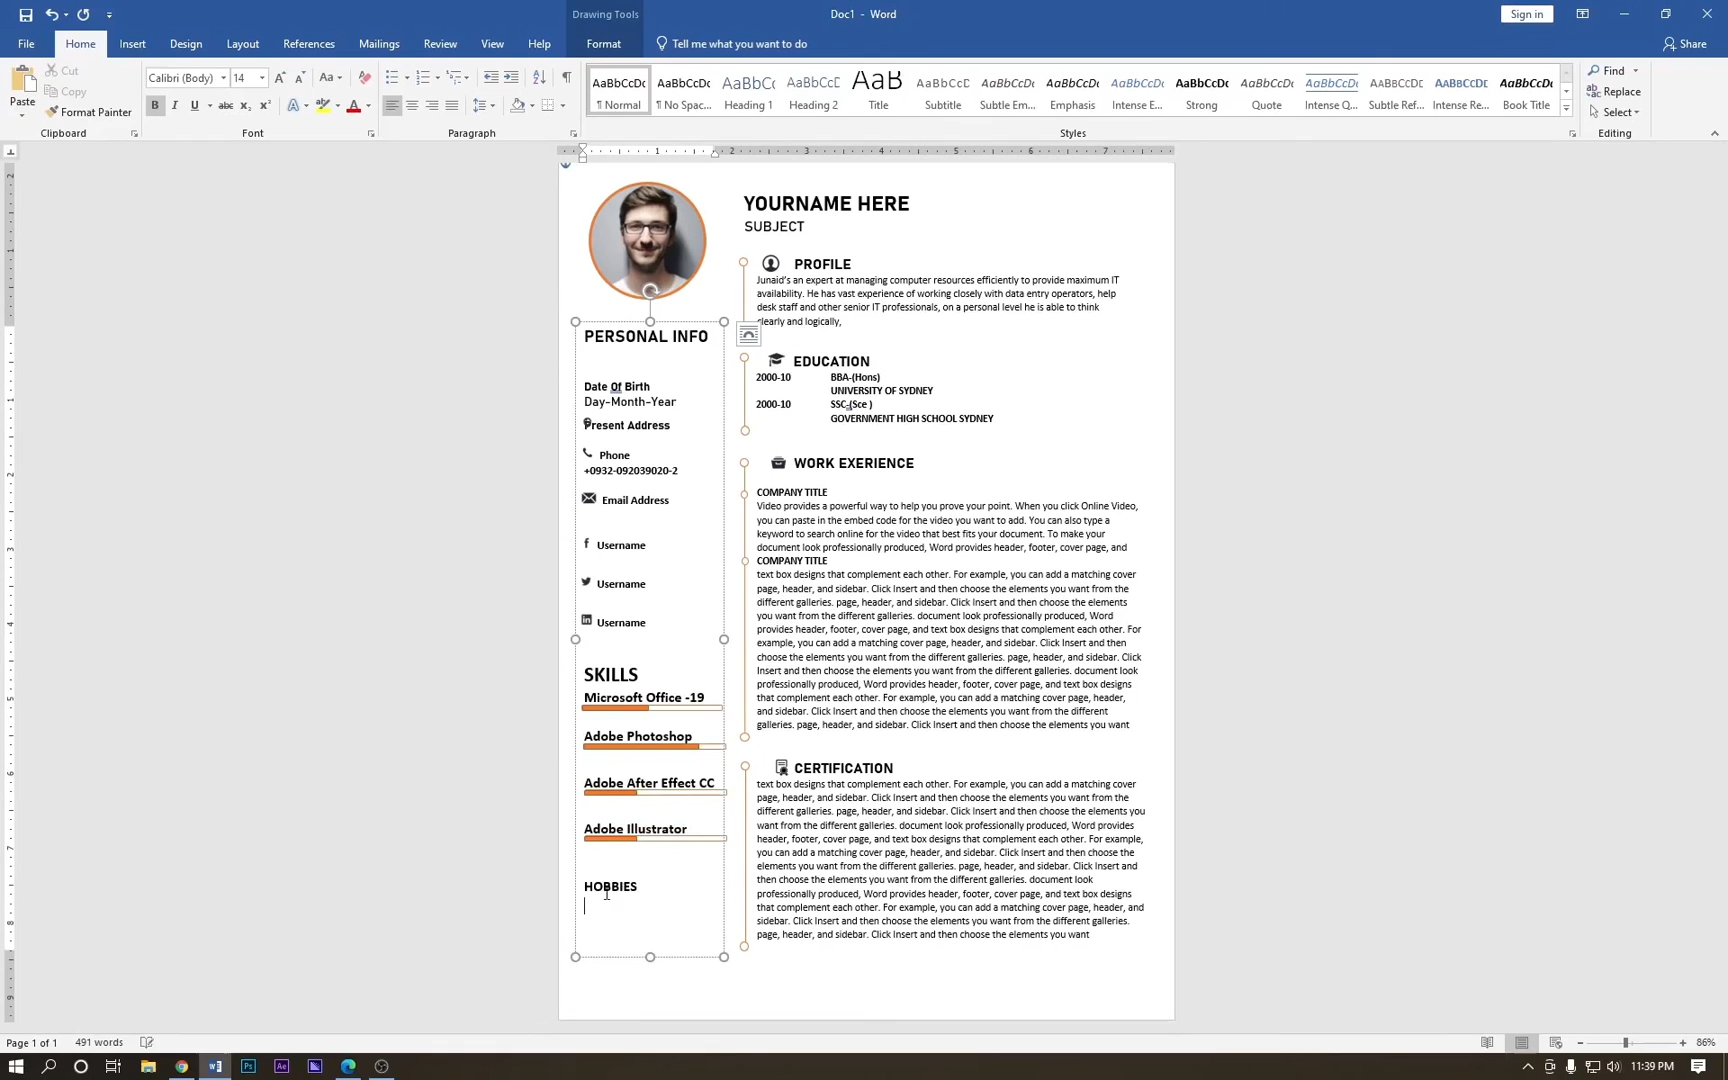 Drawing Tools
Doc1 - Word
Sign in
File
Home
Insert
Design
Layout
References
Mailings
Review
View
Help
Format
Tell me what you want to do
Share
Paste
Cut
Copy
Format Painter
Clipboard
Calibri (Body)
14
Font
Paragraph
AaBbCcDc
¶ Normal
AaBbCcDc
¶ No Spac...
AaBbCc
Heading 1
AaBbCcD
Heading 2
AaB
Title
AaBbCcD
Subtitle
AaBbCcDc
Subtle Em...
AaBbCcDc
Emphasis
AaBbCcDc
Intense E...
AaBbCcDc
Strong
AaBbCcDc
Quote
AaBbCcDc
Intense Q...
AABBCCDE
Subtle Ref...
AABBCCDE
Intense Re...
AaBbCcDc
Book Title
Styles
Find
Replace
Select
Editing
YOURNAME HERE
SUBJECT
PROFILE
Junaid's an expert at managing computer resources efficiently to provide maximum IT
availability. He has vast experience of working closely with data entry operators, help
desk staff and other senior IT professionals, on a personal level he is able to think
clearly and logically,
EDUCATION
2000-10 BBA-(Hons)
UNIVERSITY OF SYDNEY
2000-10 SSC-(Sce )
GOVERNMENT HIGH SCHOOL SYDNEY
WORK EXERIENCE
COMPANY TITLE
Video provides a powerful way to help you prove your point. When you click Online Video,
you can paste in the embed code for the video you want to add. You can also type a
keyword to search online for the video that best fits your document. To make your
document look professionally produced, Word provides header, footer, cover page, and
COMPANY TITLE
text box designs that complement each other. For example, you can add a matching cover
page, header, and sidebar. Click Insert and then choose the elements you want from the
different galleries. page, header, and sidebar. Click Insert and then choose the elements
you want from the different galleries. document look professionally produced, Word
provides header, footer, cover page, and text box designs that complement each other. For
example, you can add a matching cover page, header, and sidebar. Click Insert and then
choose the elements you want from the different galleries. page, header, and sidebar. Click
Insert and then choose the elements you want from the different galleries. document look
professionally produced, Word provides header, footer, cover page, and text box designs
that complement each other. For example, you can add a matching cover page, header,
and sidebar. Click Insert and then choose the elements you want from the different
galleries. page, header, and sidebar. Click Insert and then choose the elements you want
CERTIFICATION
text box designs that complement each other. For example, you can add a matching cover
page, header, and sidebar. Click Insert and then choose the elements you want from the
different galleries. page, header, and sidebar. Click Insert and then choose the elements you
want from the different galleries. document look professionally produced, Word provides
header, footer, cover page, and text box designs that complement each other. For example,
you can add a matching cover page, header, and sidebar. Click Insert and then choose the
elements you want from the different galleries. page, header, and sidebar. Click Insert and
then choose the elements you want from the different galleries. document look
professionally produced, Word provides header, footer, cover page, and text box designs
that complement each other. For example, you can add a matching cover page, header, and
sidebar. Click Insert and then choose the elements you want from the different galleries.
page, header, and sidebar. Click Insert and then choose the elements you want
PERSONAL INFO
Date Of Birth
Day-Month-Year
Present Address
Phone
+0932-092039020-2
Email Address
Username
Username
Username
SKILLS
Microsoft Office -19
Adobe Photoshop
Adobe After Effect CC
Adobe Illustrator
HOBBIES
Page 1 of 1
491 words
86%
11:39 PM